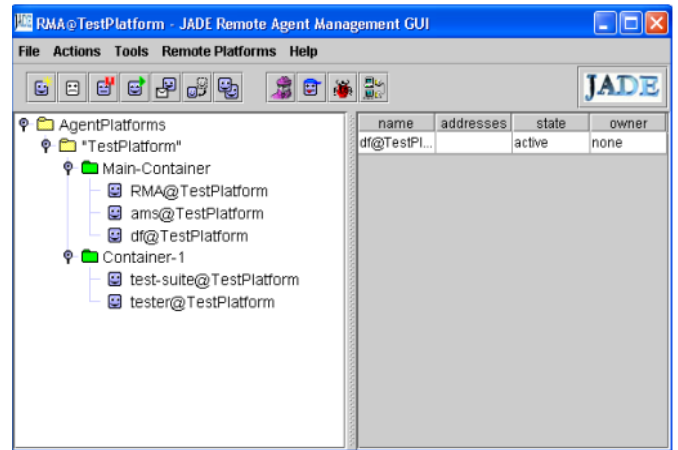 RMA@TestPlatform - JADE Remote Agent Management GUI
File Actions Tools Remote Platforms Help
JADE
AgentPlatforms
"TestPlatform"
Main-Container
RMA@TestPlatform
ams@TestPlatform
df@TestPlatform
Container-1
test-suite@TestPlatform
tester@TestPlatform
name addresses state owner
df@TestPl... active none